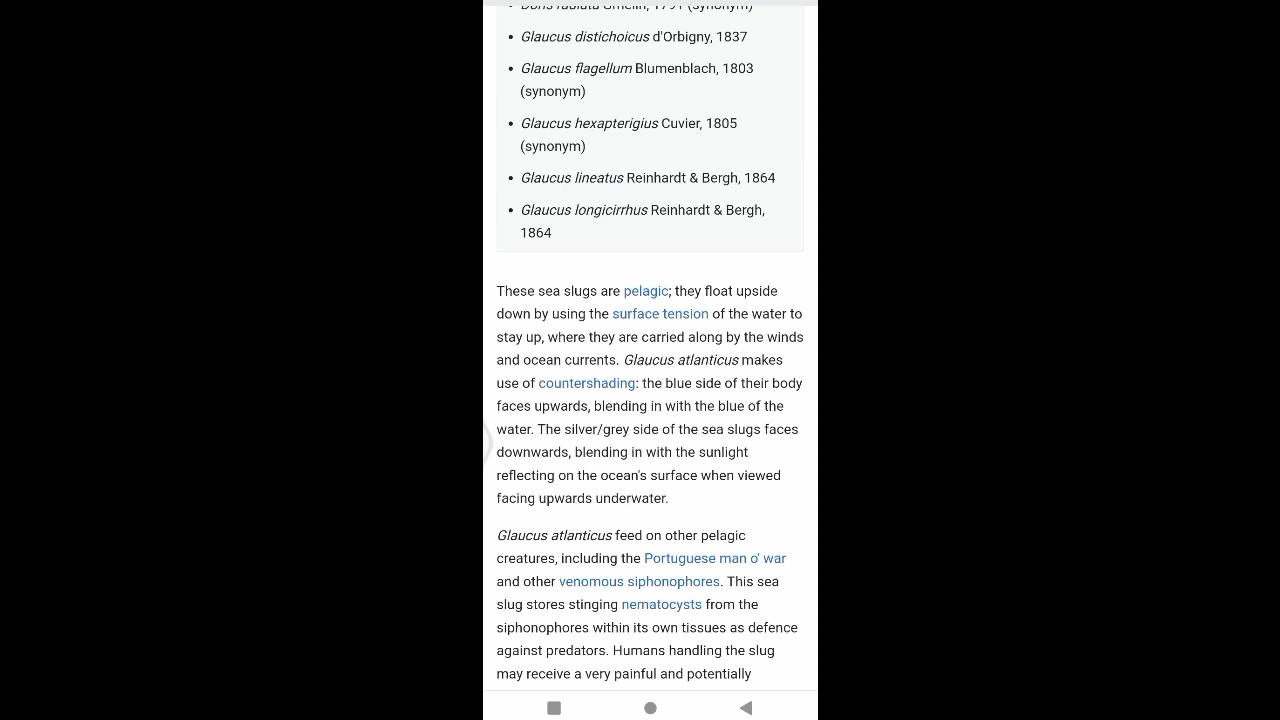 Doris radiata Gmelin, 1791 (synonym)
• Glaucus distichoicus d'Orbigny, 1837
• Glaucus flagellum Blumenblach, 1803
(synonym)
• Glaucus hexapterigius Cuvier, 1805
(synonym)
• Glaucus lineatus Reinhardt & Bergh, 1864
• Glaucus longicirrhus Reinhardt & Bergh,
1864
These sea slugs are pelagic; they float upside
down by using the surface tension of the water to
stay up, where they are carried along by the winds
and ocean currents. Glaucus atlanticus makes
use of countershading: the blue side of their body
faces upwards, blending in with the blue of the
water. The silver/grey side of the sea slugs faces
downwards, blending in with the sunlight
reflecting on the ocean's surface when viewed
facing upwards underwater.
Glaucus atlanticus feed on other pelagic
creatures, including the Portuguese man o' war
and other venomous siphonophores. This sea
slug stores stinging nematocysts from the
siphonophores within its own tissues as defence
against predators. Humans handling the slug
may receive a very painful and potentially